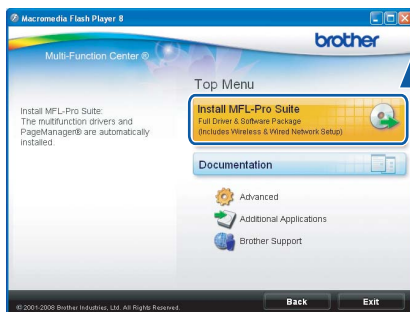 Macromedia Flash Player 8
brother
Multi-Function Center ®
Top Menu
Install MFL-Pro Suite:
The multifunction drivers and
PageManager® are automatically
installed.
Install MFL-Pro Suite
Full Driver & Software Package
(Includes Wireless & Wired Network Setup)
Documentation
Advanced
Additional Applications
Brother Support
© 2001-2008 Brother Industries, Ltd. All Rights Reserved.
Back
Exit